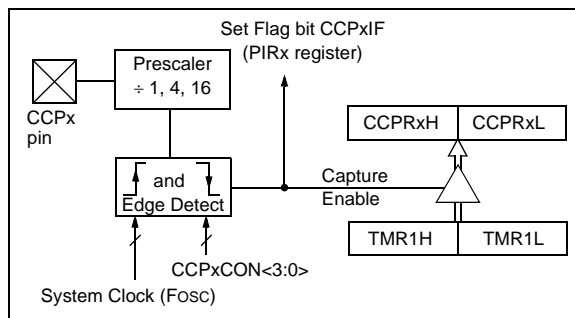 Set Flag bit CCPxIF
(PIRx register)
Prescaler
÷ 1, 4, 16
CCPx
pin
CCPRxH
CCPRxL
and
Edge Detect
Capture
Enable
TMR1H
TMR1L
CCPxCON<3:0>
System Clock (FOSC)